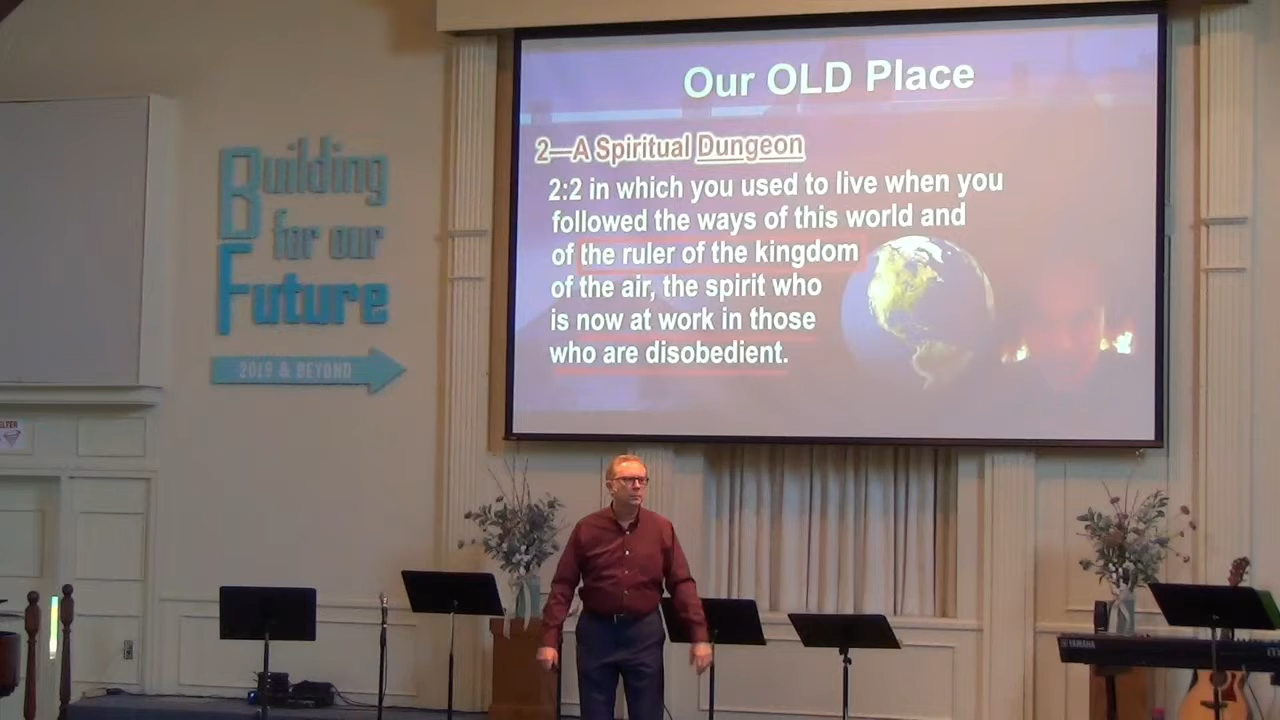 Our OLD Place
2—A Spiritual Dungeon
2:2 in which you used to live when you
followed the ways of this world and
of the ruler of the kingdom
of the air, the spirit who
is now at work in those
who are disobedient.
Building
for our
Future
2019 & BEYOND
YAMAHA